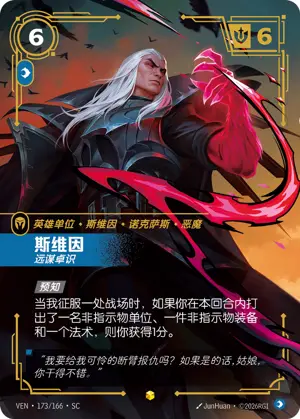 6
6
英雄单位・斯维因・诺克萨斯・恶魔
斯维因
远谋卓识
预知
当我征服一处战场时，如果你在本回合内打
出了一名非指示物单位、一件非指示物装备
和一个法术，则你获得1分。
“我要给我可怜的断臂报仇吗？如果是的话，姑娘，
你干得不错。”
VEN・173/166・SC
JunHuan・©2026RGI